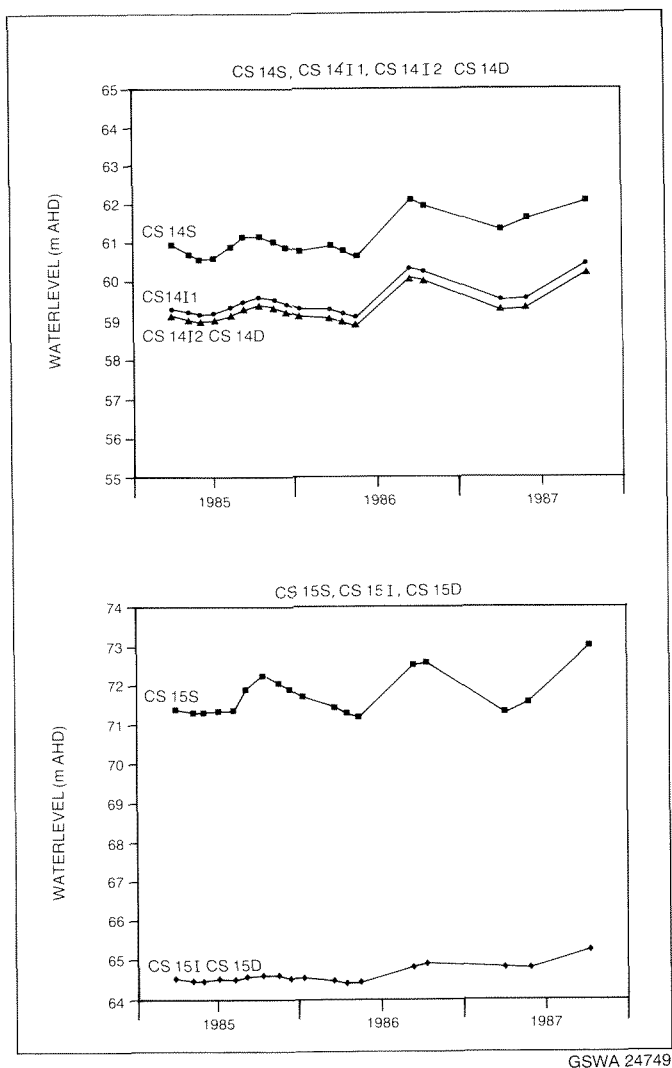 CS 14S, CS 14I1, CS 14I2 CS 14D
65
64
63
62
61
60
59
58
57
56
55
WATERLEVEL (m AHD)
CS 14S
CS14I1
CS 14I2 CS 14D
1985
1986
1987
CS 15S, CS 15I, CS 15D
74
73
72
71
70
69
68
67
66
65
64
WATERLEVEL (m AHD)
CS 15S
CS 15I CS 15D
1985
1986
1987
GSWA 24749